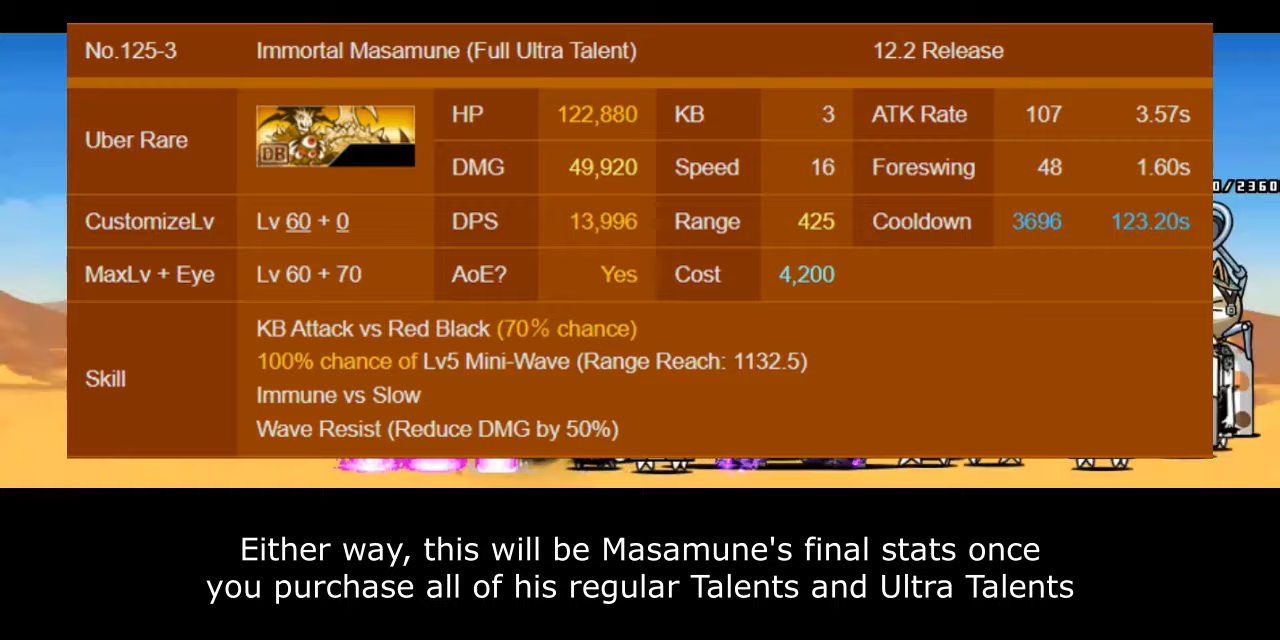 No.125-3 Immortal Masamune (Full Ultra Talent) 12.2 Release
Uber Rare
DB
HP 122,880 KB 3 ATK Rate 107 3.57s
DMG 49,920 Speed 16 Foreswing 48 1.60s
CustomizeLv Lv 60 + 0 DPS 13,996 Range 425 Cooldown 3696 123.20s
MaxLv + Eye Lv 60 + 70 AoE? Yes Cost 4,200
Skill
KB Attack vs Red Black (70% chance)
100% chance of Lv5 Mini-Wave (Range Reach: 1132.5)
Immune vs Slow
Wave Resist (Reduce DMG by 50%)
0/2360
Either way, this will be Masamune's final stats once
you purchase all of his regular Talents and Ultra Talents